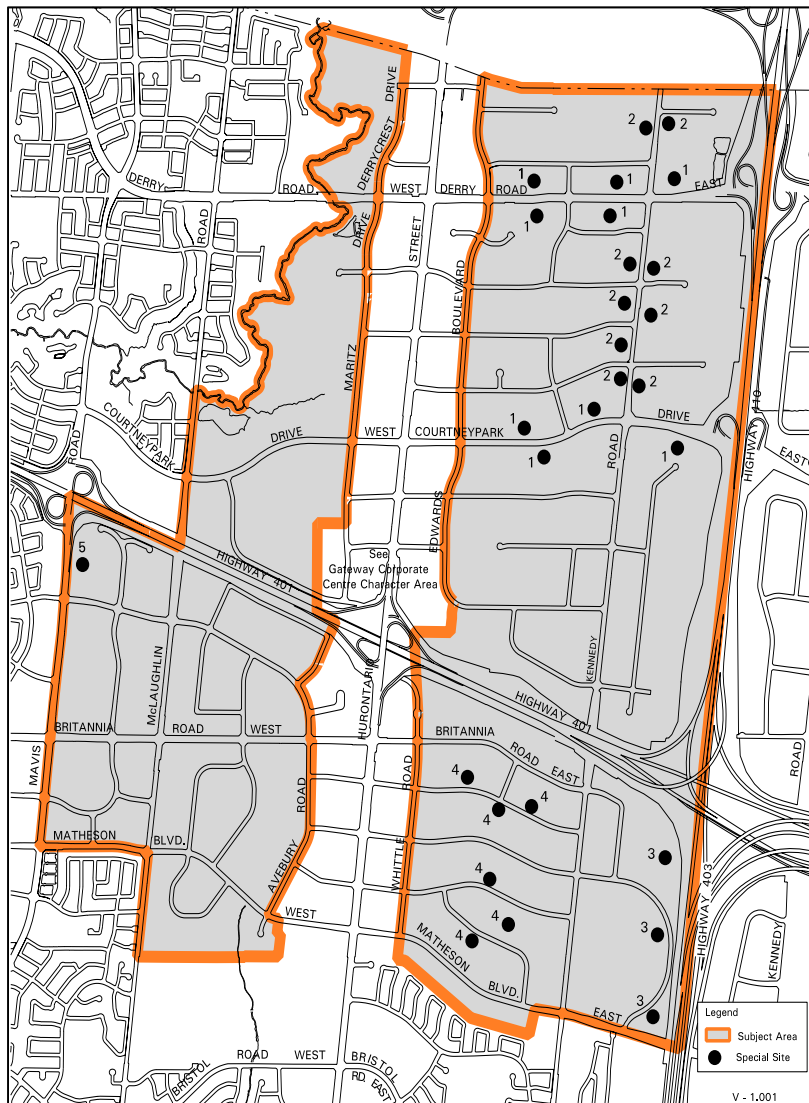 DERRYCREST DRIVE
2 2
DERRY ROAD WEST DERRY ROAD EAST
1 1 1
1 1
ROAD
DRIVE
STREET
BOULEVARD
2 2
2 2
MARITZ
2
2 2
1
COURTNEYPARK DRIVE WEST COURTNEYPARK DRIVE
1
1 1
ROAD
ROAD
HIGHWAY 410
EAST
EDWARDS
See
Gateway Corporate
Centre Character Area
5
HIGHWAY 401
McLAUGHLIN
KENNEDY
HURONTARIO
HIGHWAY 401
BRITANNIA ROAD WEST BRITANNIA ROAD EAST
ROAD
MAVIS
ROAD
ROAD
4
4
4
MATHESON BLVD.
WHITTLE
3
AVEBURY
4
HIGHWAY 403
WEST
4
4
MATHESON BLVD. EAST
3
KENNEDY
3
Legend
Subject Area
Special Site
BRISTOL ROAD WEST BRISTOL
RD. EAST
V - 1.001